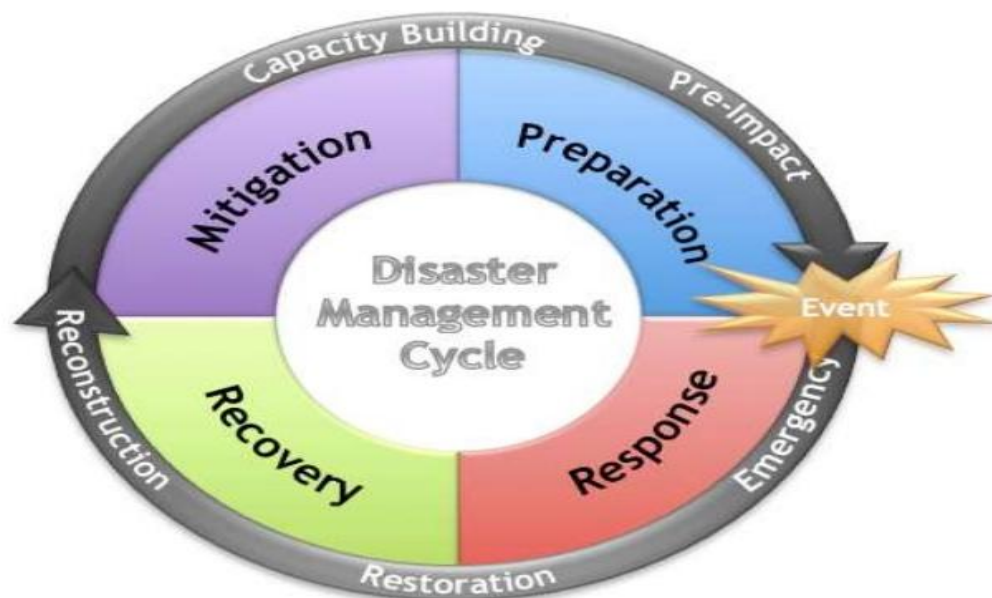 Capacity Building
Pre-Impact
Mitigation
Preparation
Disaster
Management
Cycle
Event
Reconstruction
Recovery
Response
Emergency
Restoration